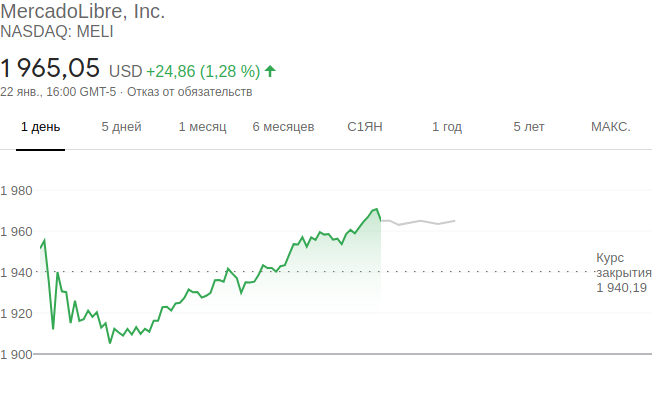 MercadoLibre, Inc.
NASDAQ: MELI
1 965,05 USD +24,86 (1,28 %)
22 янв., 16:00 GMT-5 · Отказ от обязательств
1 день 5 дней 1 месяц 6 месяцев С1ЯН 1 год 5 лет МАКС.
1 980
1 960
1 940
1 920
1 900
Курс
закрытия
1 940,19